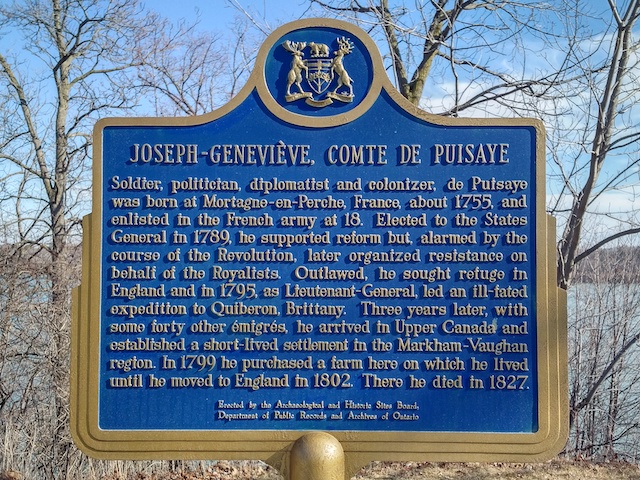 JOSEPH-GENEVIÈVE, COMTE DE PUISAYE
Soldier, politician, diplomatist and colonizer, de Puisaye
was born at Mortagne-en-Perche, France, about 1755, and
enlisted in the French army at 18. Elected to the States
General in 1789, he supported reform but, alarmed by the
course of the Revolution, later organized resistance on
behalf of the Royalists. Outlawed, he sought refuge in
England and in 1795, as Lieutenant-General, led an ill-fated
expedition to Quiberon, Brittany. Three years later, with
some forty other émigrés, he arrived in Upper Canada and
established a short-lived settlement in the Markham-Vaughan
region. In 1799 he purchased a farm here on which he lived
until he moved to England in 1802. There he died in 1827.
Erected by the Archaeological and Historic Sites Board,
Department of Public Records and Archives of Ontario